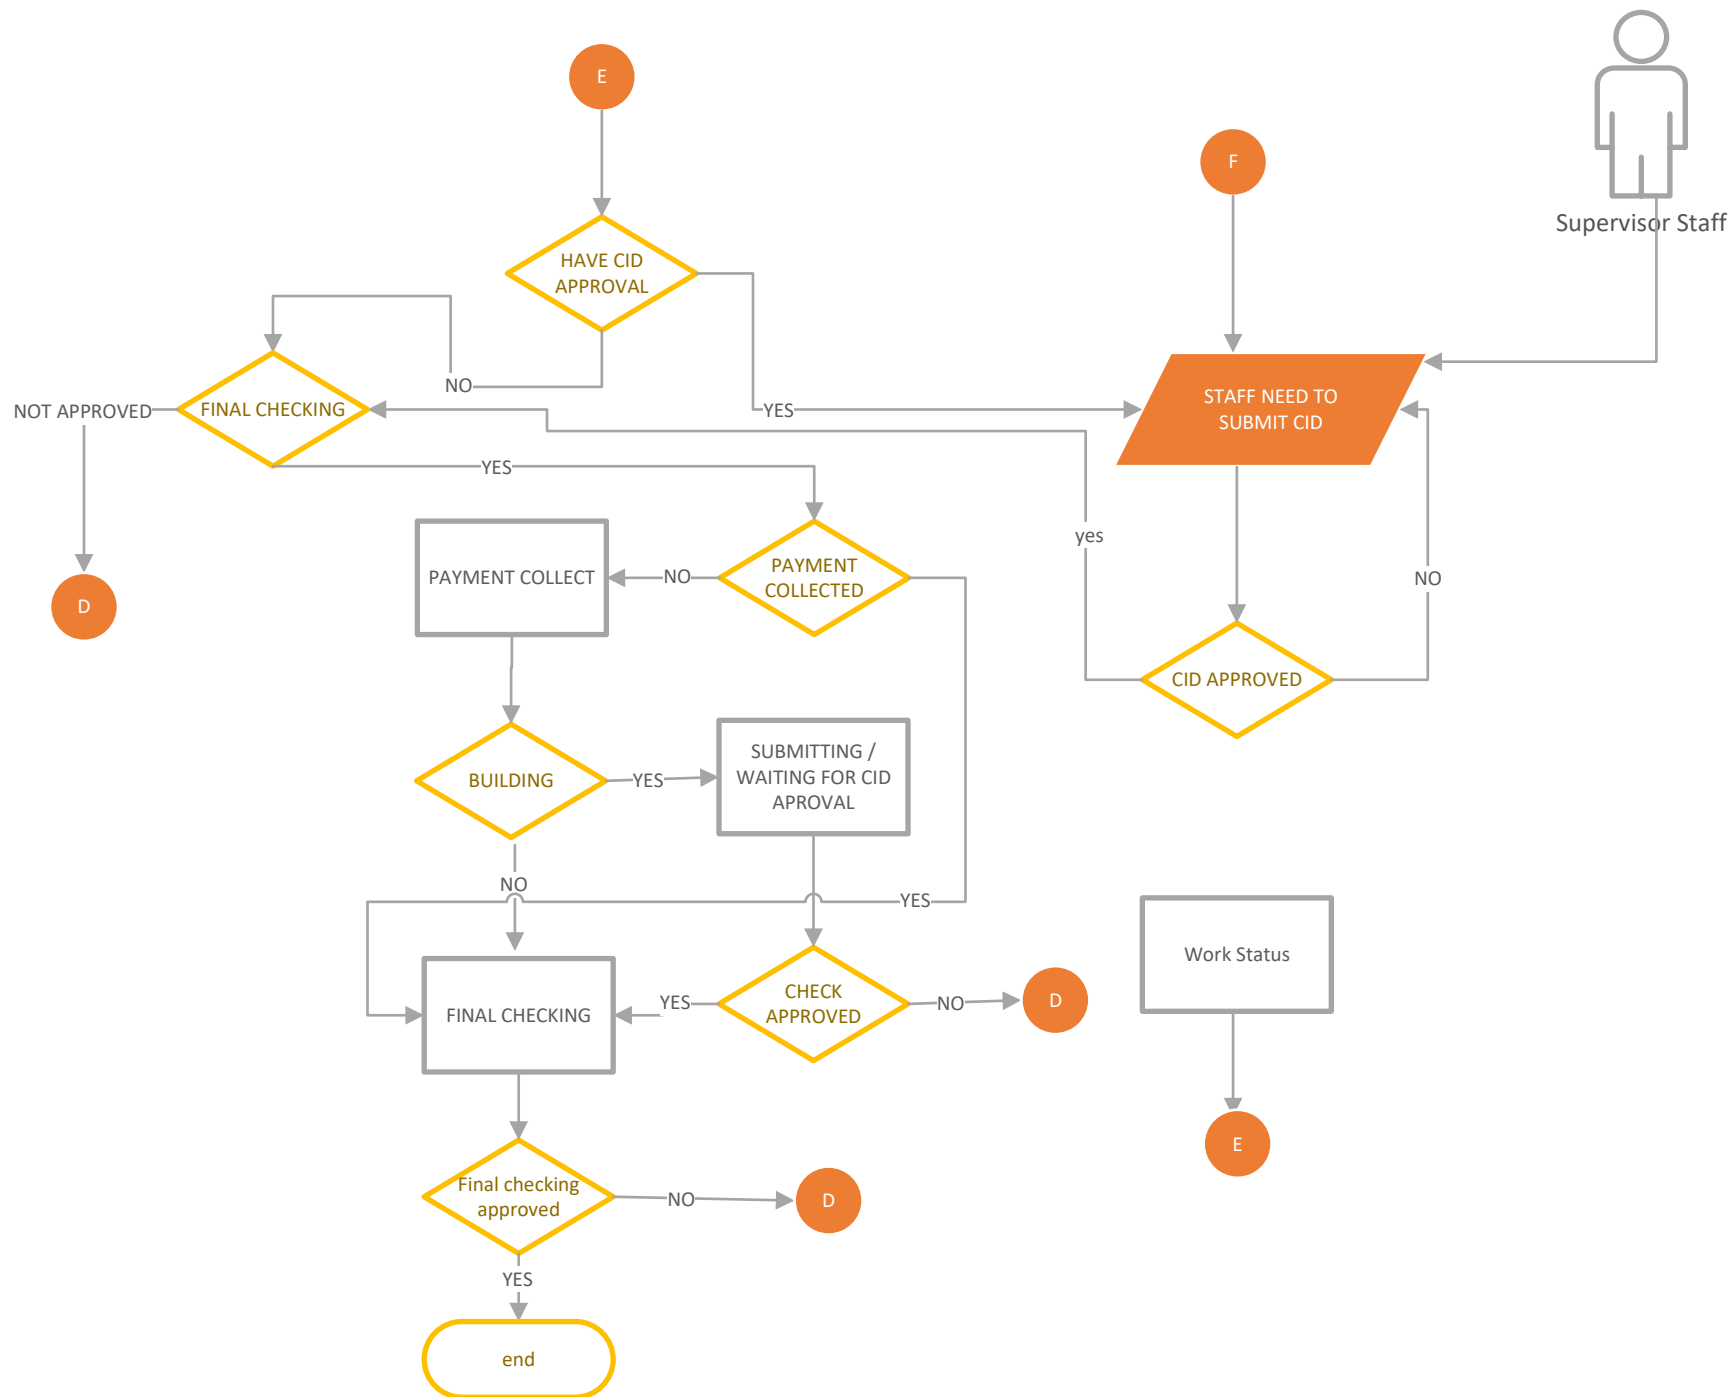 E
F
Supervisor Staff
HAVE CID
APPROVAL
NO
YES
STAFF NEED TO
SUBMIT CID
NOT APPROVED
FINAL CHECKING
YES
yes
NO
PAYMENT COLLECT
NO
PAYMENT
COLLECTED
D
CID APPROVED
BUILDING
YES
SUBMITTING /
WAITING FOR CID
APROVAL
NO
YES
Work Status
FINAL CHECKING
YES
CHECK
APPROVED
NO
D
E
Final checking
approved
NO
D
YES
end